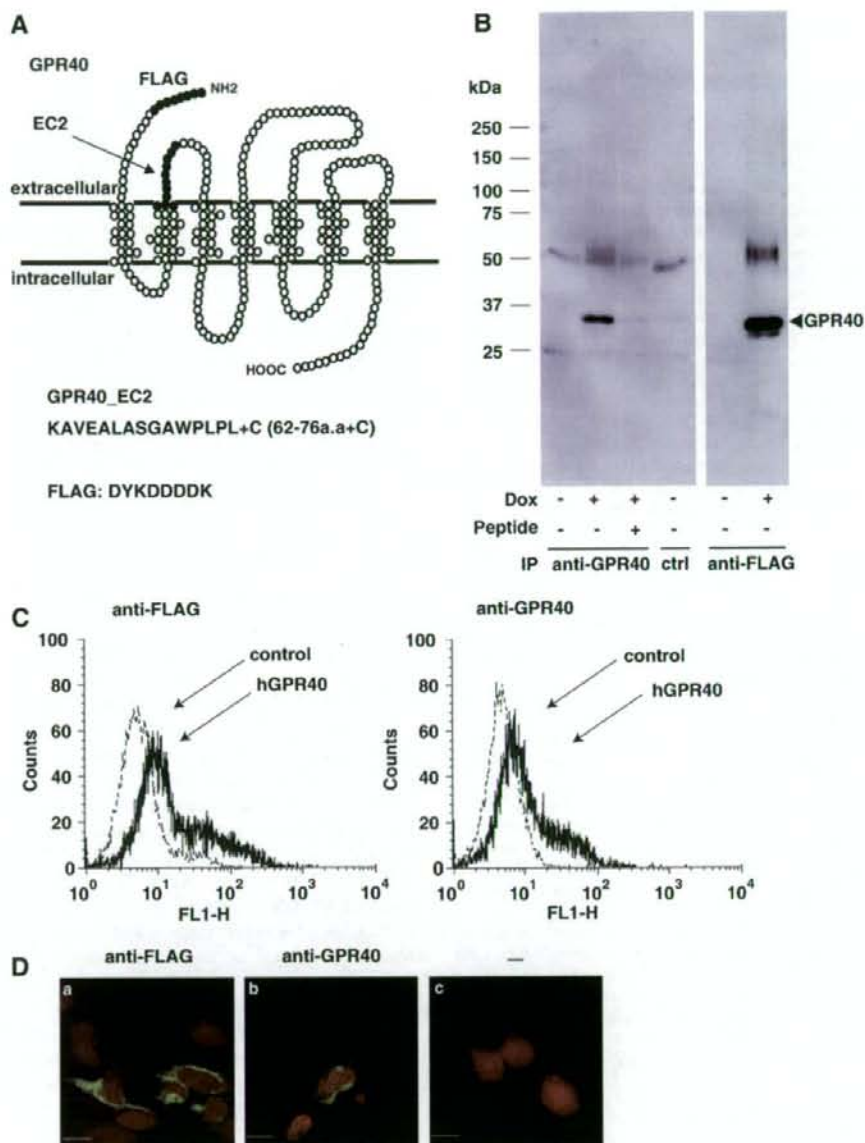 A
GPR40
FLAG
NH2
EC2
extracellular
intracellular
HOOC
GPR40_EC2
KAVEALASGAWPLPL+C (62-76a.a+C)
FLAG: DYKDDDDK
B
kDa
250
150
100
75
50
37
25
GPR40
Dox - + + - - +
Peptide - - + - - -
IP anti-GPR40 ctrl anti-FLAG
C
anti-FLAG
control
hGPR40
100
80
60
40
20
0
Counts
10^0 10^1 10^2 10^3 10^4
FL1-H
anti-GPR40
control
hGPR40
100
80
60
40
20
0
Counts
10^0 10^1 10^2 10^3 10^4
FL1-H
D
anti-FLAG anti-GPR40 —
a b c